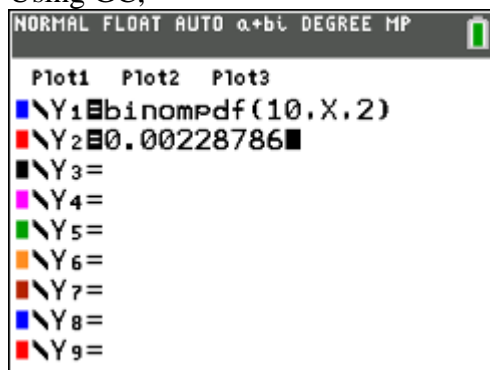 Using GC,
NORMAL FLOAT AUTO a+bi DEGREE MP
Plot1 Plot2 Plot3
\Y1=binompdf(10,X,2)
\Y2=0.00228786
\Y3=
\Y4=
\Y5=
\Y6=
\Y7=
\Y8=
\Y9=